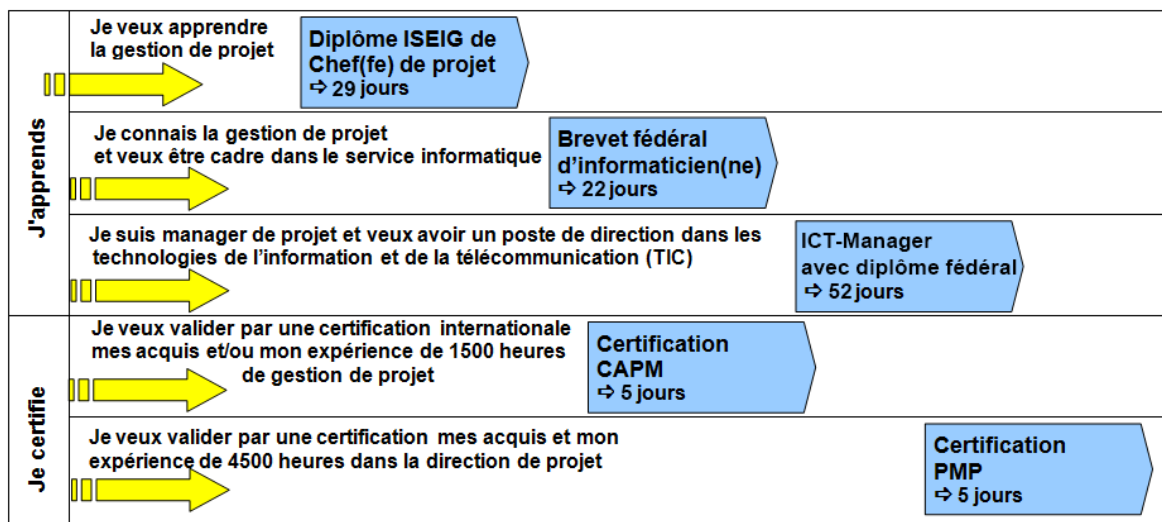 J'apprends
Je veux apprendre
la gestion de projet
Diplôme ISEIG de
Chef(fe) de projet
⇨ 29 jours
Je connais la gestion de projet
et veux être cadre dans le service informatique
Brevet fédéral
d'informaticien(ne)
⇨ 22 jours
Je suis manager de projet et veux avoir un poste de direction dans les
technologies de l'information et de la télécommunication (TIC)
ICT-Manager
avec diplôme fédéral
⇨ 52 jours
Je certifie
Je veux valider par une certification internationale
mes acquis et/ou mon expérience de 1500 heures
de gestion de projet
Certification
CAPM
⇨ 5 jours
Je veux valider par une certification mes acquis et mon
expérience de 4500 heures dans la direction de projet
Certification
PMP
⇨ 5 jours